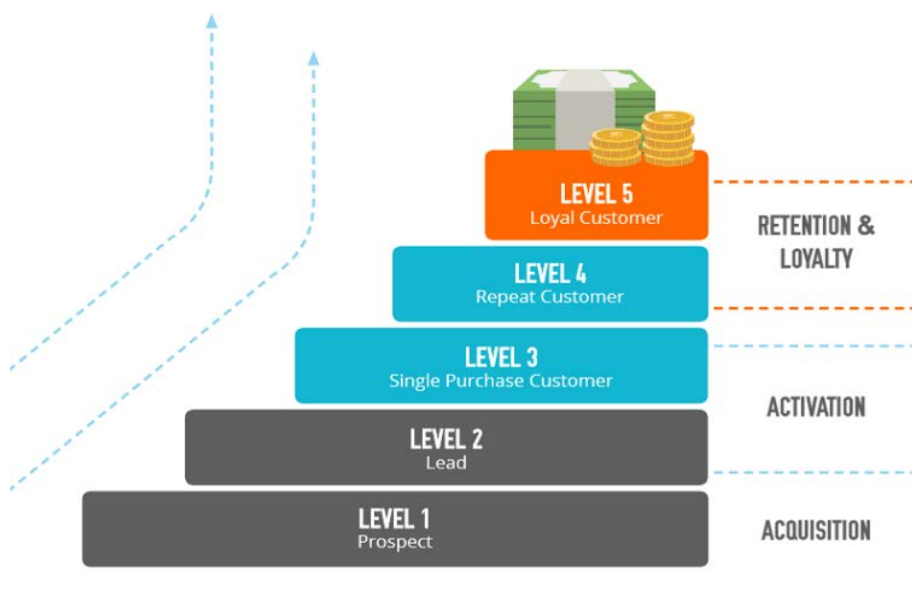 LEVEL 5
Loyal Customer
RETENTION &
LOYALTY
LEVEL 4
Repeat Customer
LEVEL 3
Single Purchase Customer
ACTIVATION
LEVEL 2
Lead
LEVEL 1
Prospect
ACQUISITION